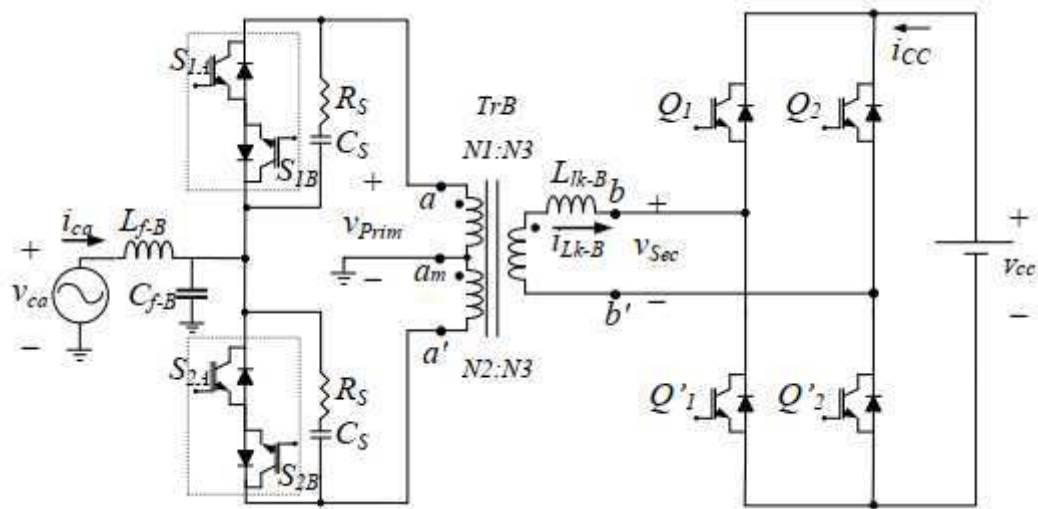 S1A
S1B
RS
CS
ica
Lf-B
+
vca
−
Cf-B
S2A
S2B
RS
CS
+
vPrim
−
a
am
a'
TrB
N1:N3
N2:N3
Llk-B
iLk-B
b
b'
+
vSec
−
Q1
Q2
Q'1
Q'2
iCC
+
vcc
−